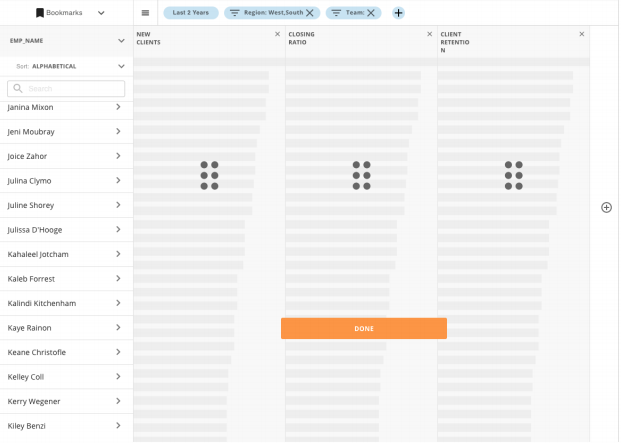 Bookmarks
Last 2 Years
Region: West,South
Team:
EMP_NAME
Sort: ALPHABETICAL
Search
Janina Mixon
Jeni Moubray
Joice Zahor
Julina Clymo
Juline Shorey
Julissa D'Hooge
Kahaleel Jotcham
Kaleb Forrest
Kalindi Kitchenham
Kaye Rainon
Keane Christofle
Kelley Coll
Kerry Wegener
Kiley Benzi
NEW
CLIENTS
CLOSING
RATIO
CLIENT
RETENTIO
N
DONE